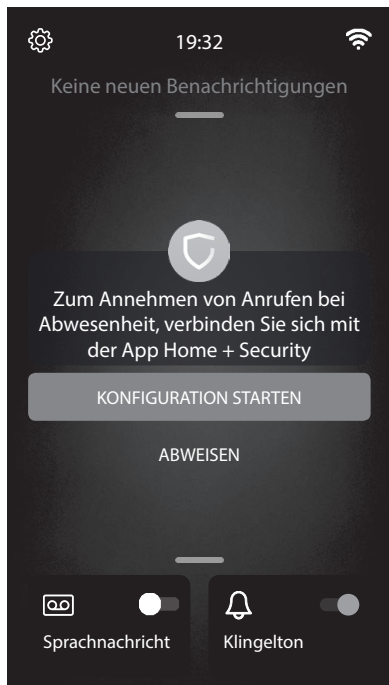 19:32
Keine neuen Benachrichtigungen
Zum Annehmen von Anrufen bei
Abwesenheit, verbinden Sie sich mit
der App Home + Security
KONFIGURATION STARTEN
ABWEISEN
Sprachnachricht
Klingelton